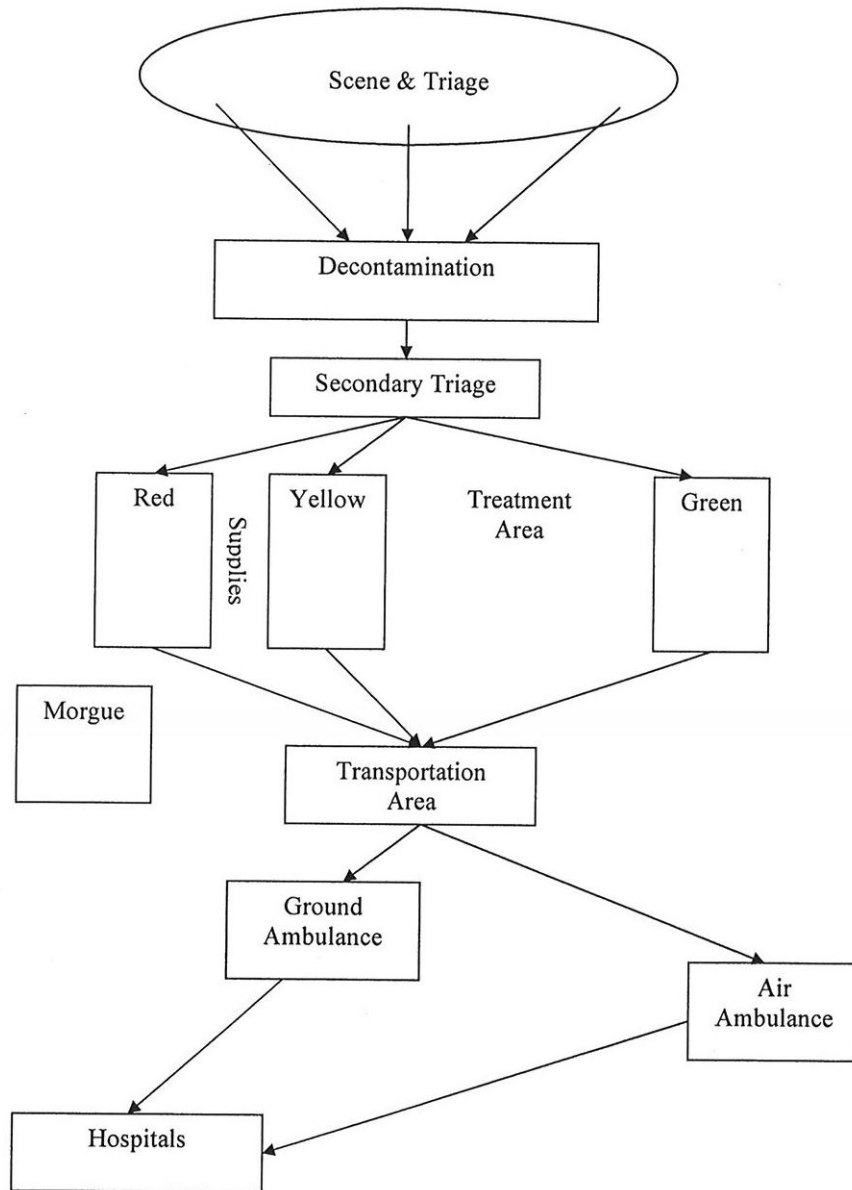 Scene & Triage
Decontamination
Secondary Triage
Red
Supplies
Yellow
Treatment
Area
Green
Morgue
Transportation
Area
Ground
Ambulance
Air
Ambulance
Hospitals